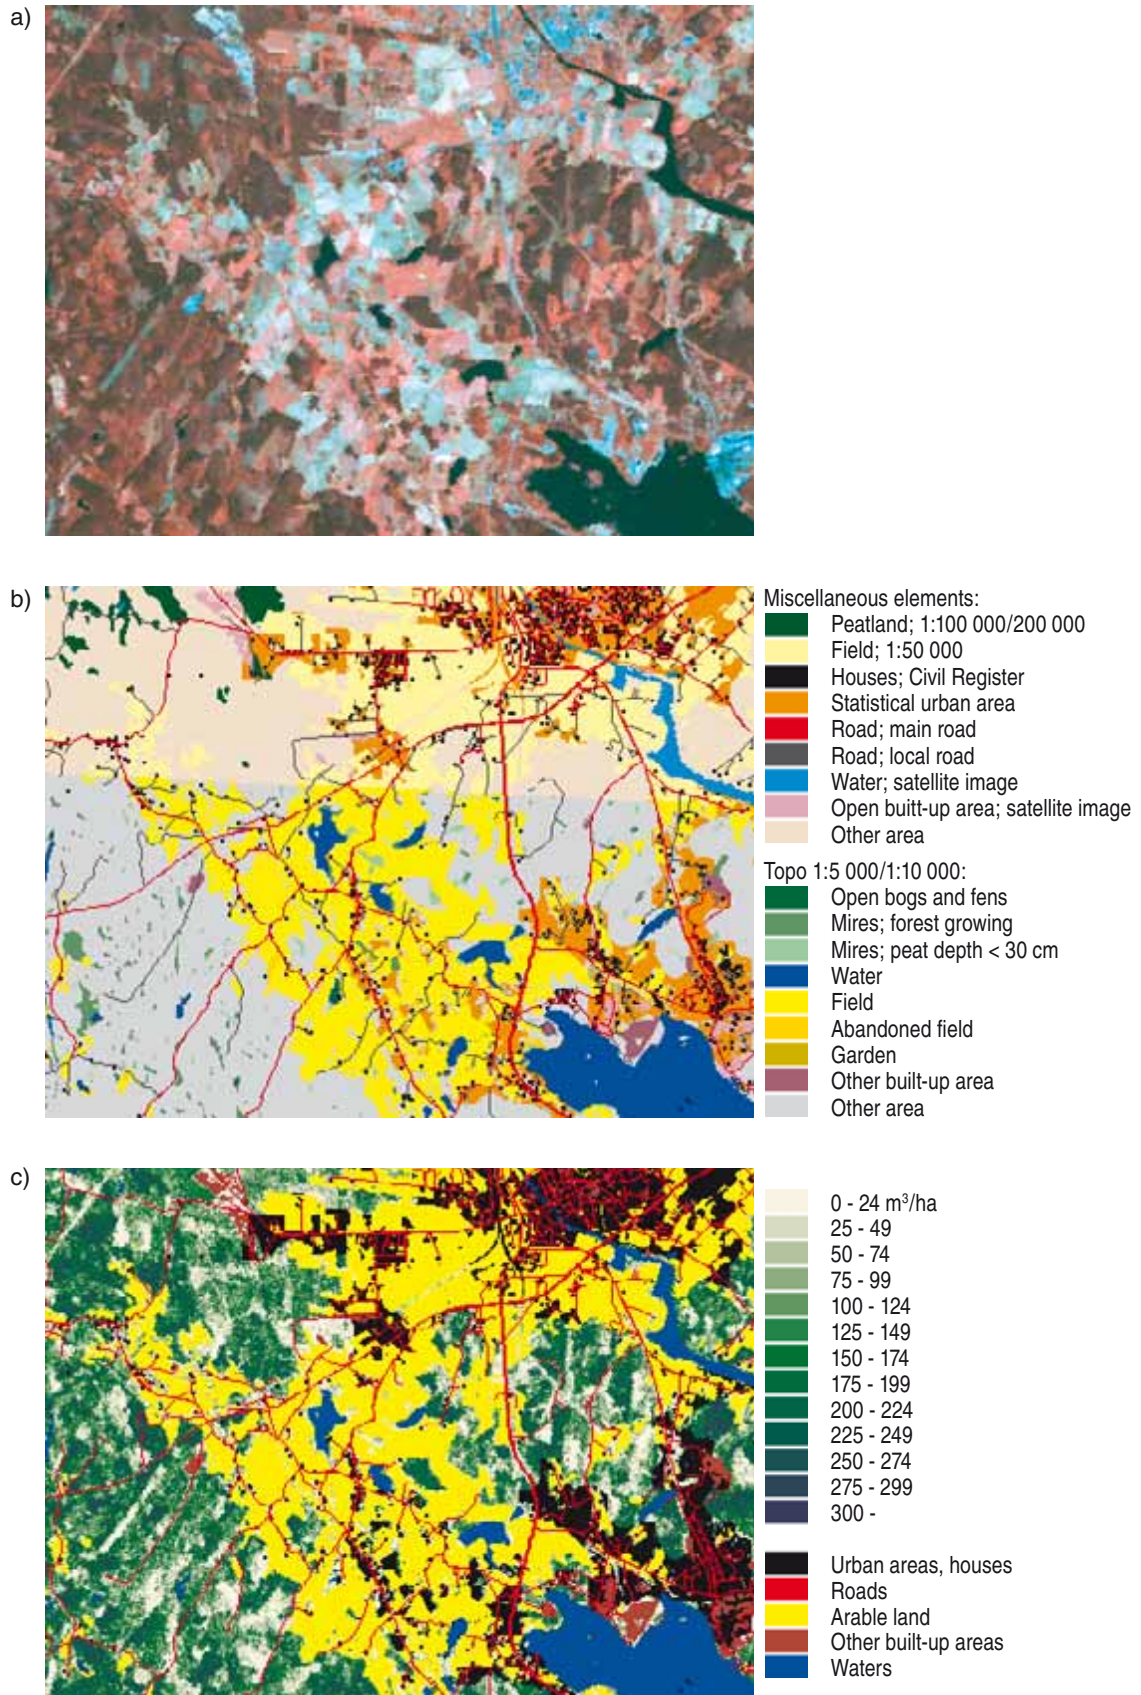 a)
b)
Miscellaneous elements:
Peatland; 1:100 000/200 000
Field; 1:50 000
Houses; Civil Register
Statistical urban area
Road; main road
Road; local road
Water; satellite image
Open buitt-up area; satellite image
Other area
Topo 1:5 000/1:10 000:
Open bogs and fens
Mires; forest growing
Mires; peat depth < 30 cm
Water
Field
Abandoned field
Garden
Other built-up area
Other area
c)
0 - 24 m³/ha
25 - 49
50 - 74
75 - 99
100 - 124
125 - 149
150 - 174
175 - 199
200 - 224
225 - 249
250 - 274
275 - 299
300 -
Urban areas, houses
Roads
Arable land
Other built-up areas
Waters